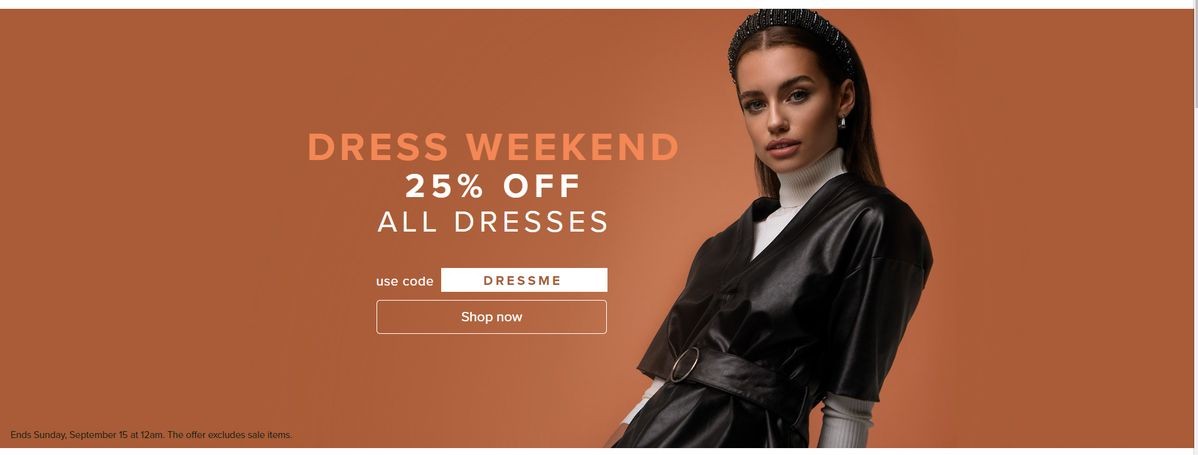 DRESS WEEKEND
25% OFF
ALL DRESSES
use code DRESSME
Shop now
Ends Sunday, September 15 at 12am. The offer excludes sale items.